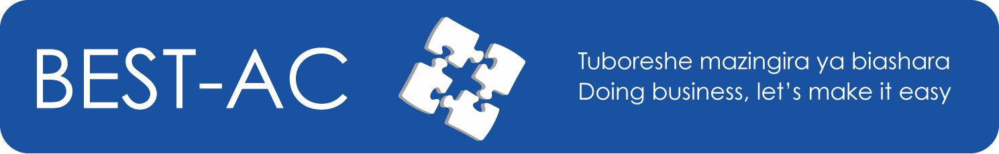 BEST-AC
Tuboreshe mazingira ya biashara
Doing business, let's make it easy